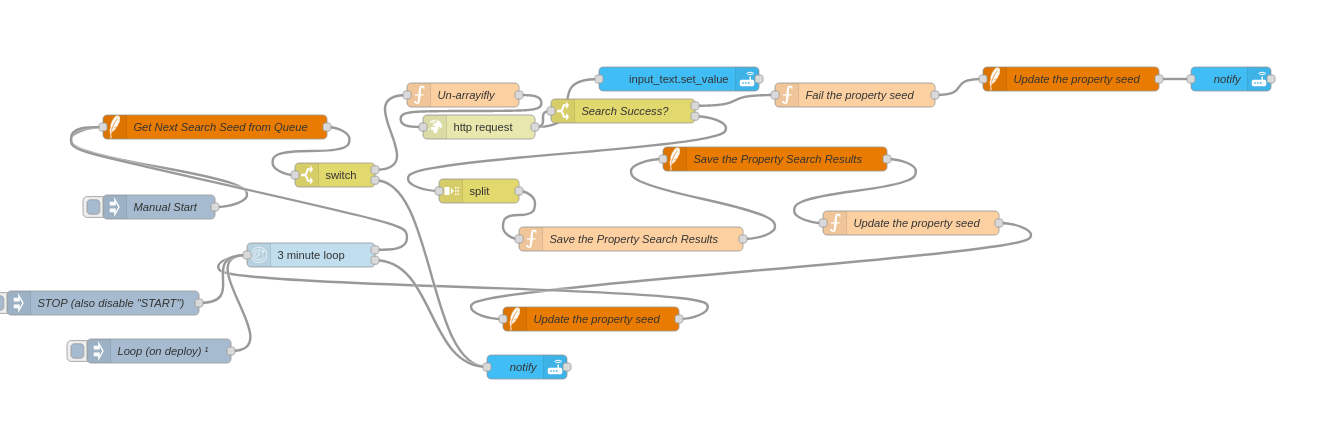 input_text.set_value
Update the property seed
notify
Un-arrayifly
Fail the property seed
Search Success?
Get Next Search Seed from Queue
http request
Save the Property Search Results
switch
split
Manual Start
Update the property seed
Save the Property Search Results
3 minute loop
STOP (also disable "START")
Update the property seed
Loop (on deploy) ¹
notify